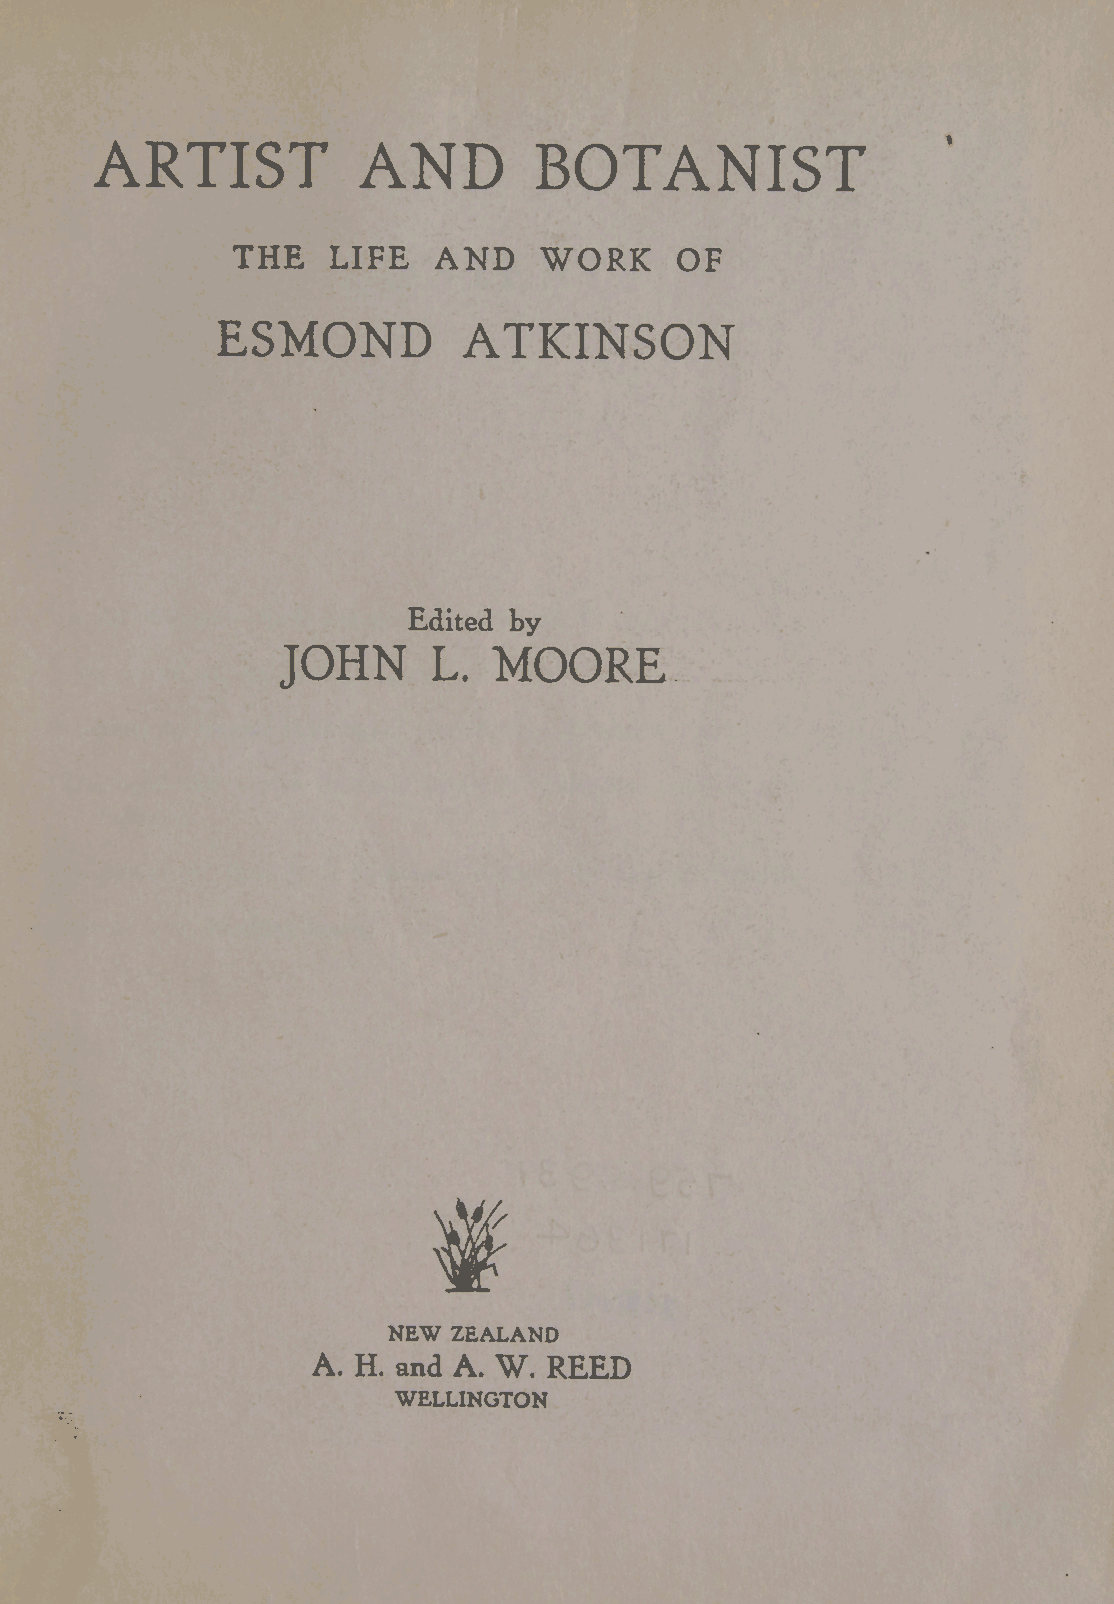 ARTIST AND BOTANIST
THE LIFE AND WORK OF
ESMOND ATKINSON
Edited by
JOHN L. MOORE
NEW ZEALAND
A. H. and A. W. REED
WELLINGTON